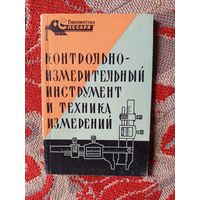 Библиотека
СЛЕСАРЯ
КОНТРОЛЬНО-
ИЗМЕРИТЕЛЬНЫЙ
ИНСТРУМЕНТ
И ТЕХНИКА
ИЗМЕРЕНИЙ